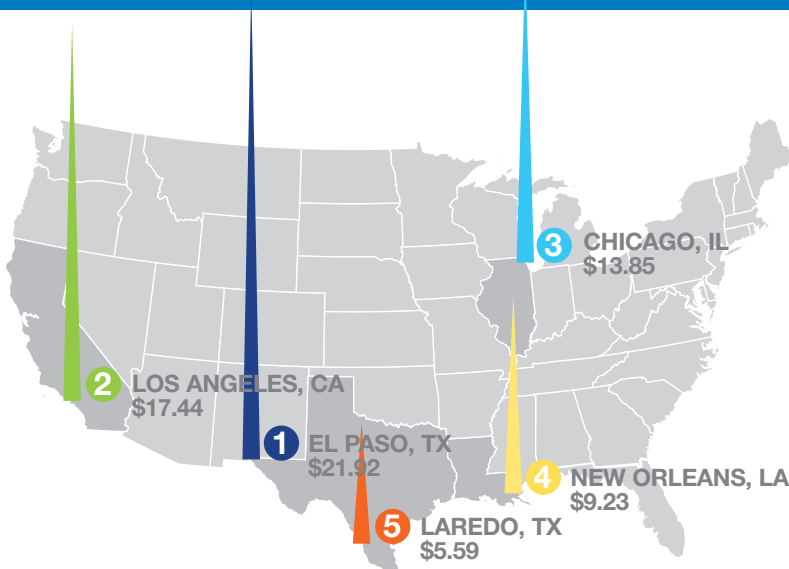 3
CHICAGO, IL
$13.85
2
LOS ANGELES, CA
$17.44
1
EL PASO, TX
$21.92
4
NEW ORLEANS, LA
$9.23
5
LAREDO, TX
$5.59